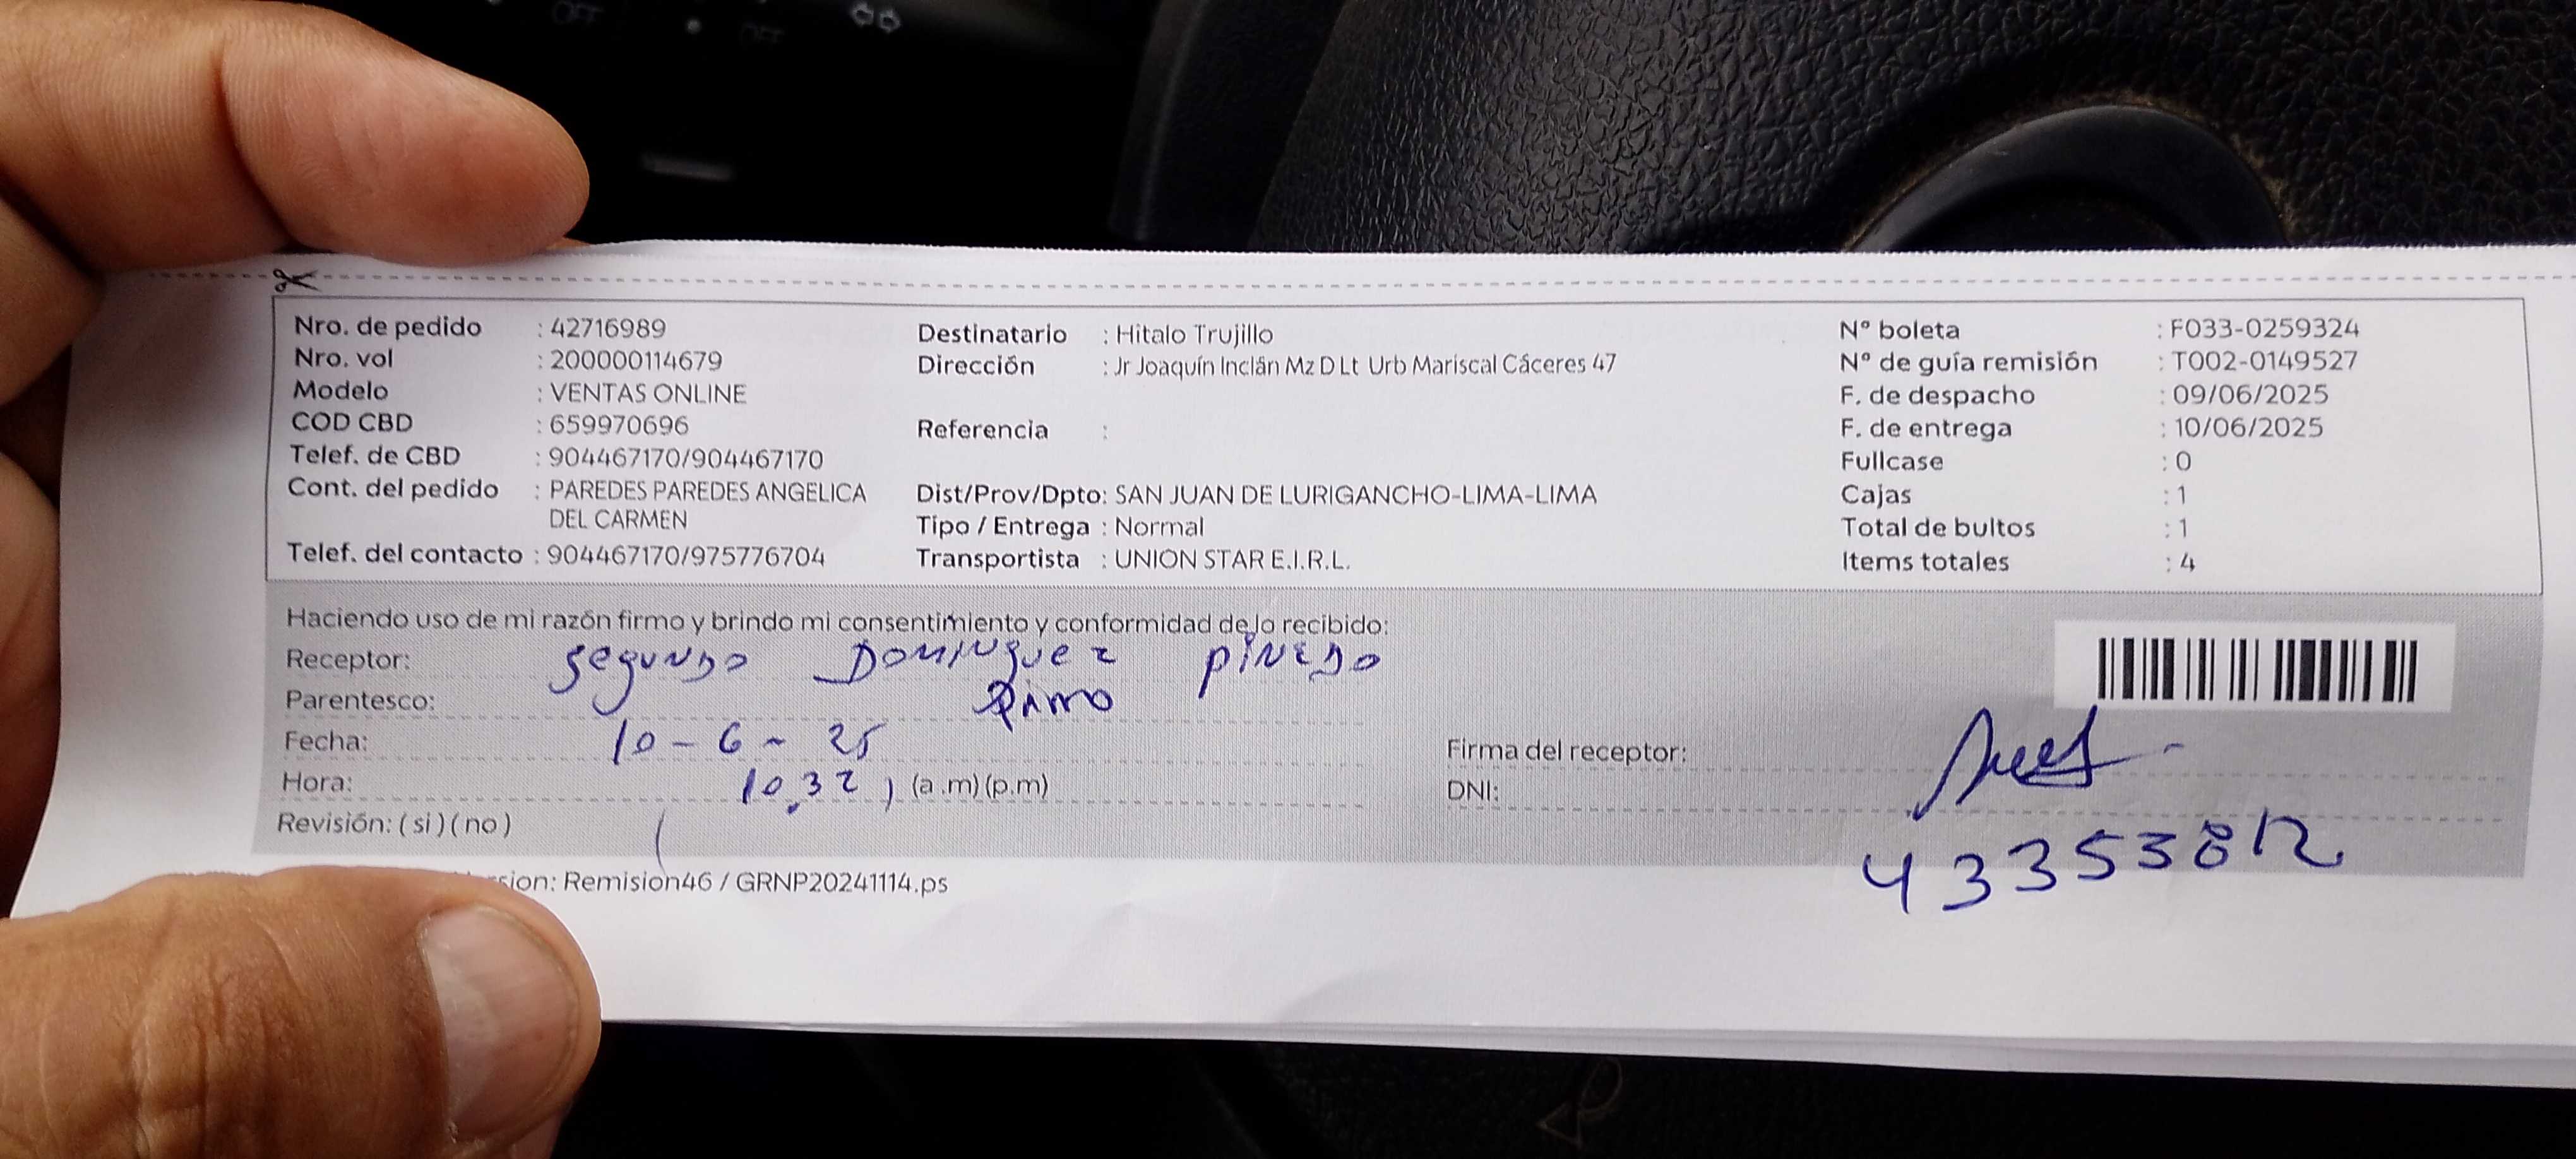 OFF
OFF
Nro. de pedido : 42716989
Nro. vol : 200000114679
Modelo : VENTAS ONLINE
COD CBD : 659970696
Telef. de CBD : 904467170/904467170
Cont. del pedido : PAREDES PAREDES ANGELICA
DEL CARMEN
Telef. del contacto : 904467170/975776704
Destinatario : Hitalo Trujillo
Dirección : Jr Joaquín Inclán Mz D Lt Urb Mariscal Cáceres 47
Referencia :
Dist/Prov/Dpto: SAN JUAN DE LURIGANCHO-LIMA-LIMA
Tipo / Entrega : Normal
Transportista : UNION STAR E.I.R.L.
Nº boleta : F033-0259324
Nº de guía remisión : T002-0149527
F. de despacho : 09/06/2025
F. de entrega : 10/06/2025
Fullcase : 0
Cajas : 1
Total de bultos : 1
Items totales : 4
Haciendo uso de mi razón firmo y brindo mi consentimiento y conformidad de lo recibido:
Receptor: Segundo Dominguez Pinedo
Parentesco: Primo
Fecha: 10-6-25
Hora: 10.32 (a .m) (p.m)
Revisión: ( si ) ( no )
Firma del receptor:
DNI: 43353812
sion: Remision46 / GRNP20241114.ps